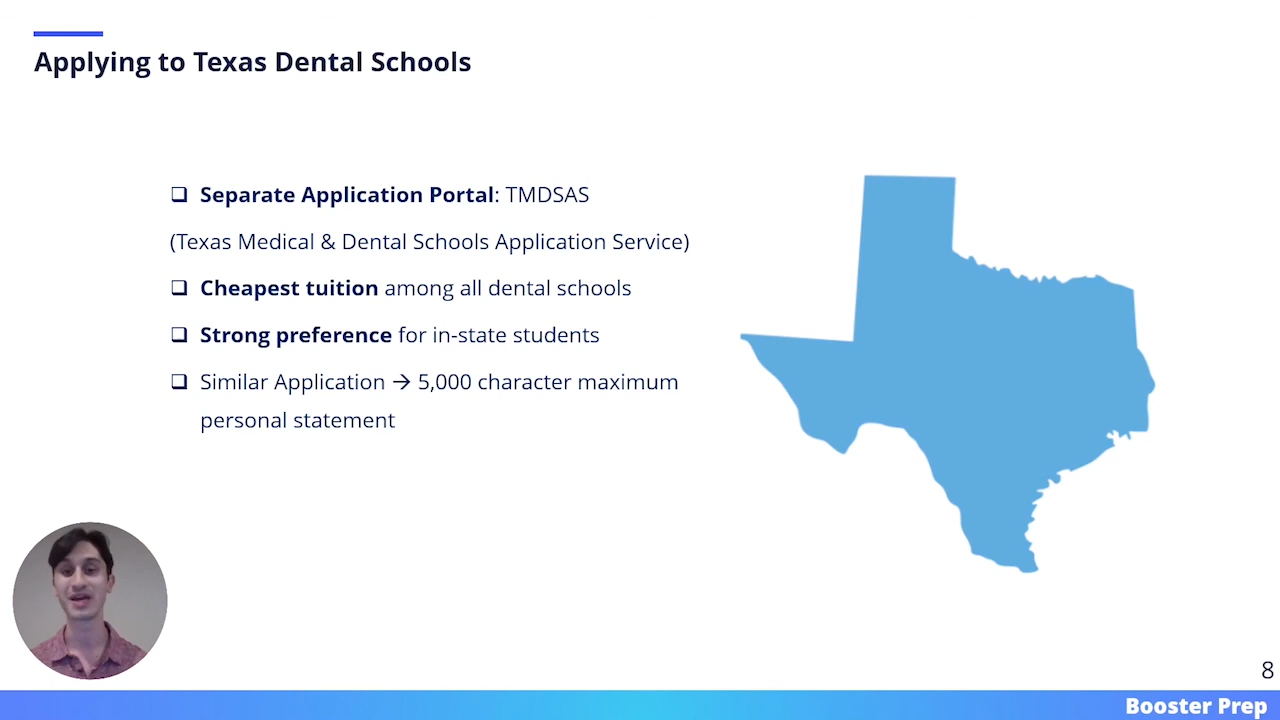 Applying to Texas Dental Schools
❑ Separate Application Portal: TMDSAS
(Texas Medical & Dental Schools Application Service)
❑ Cheapest tuition among all dental schools
❑ Strong preference for in-state students
❑ Similar Application → 5,000 character maximum
personal statement
8
Booster Prep